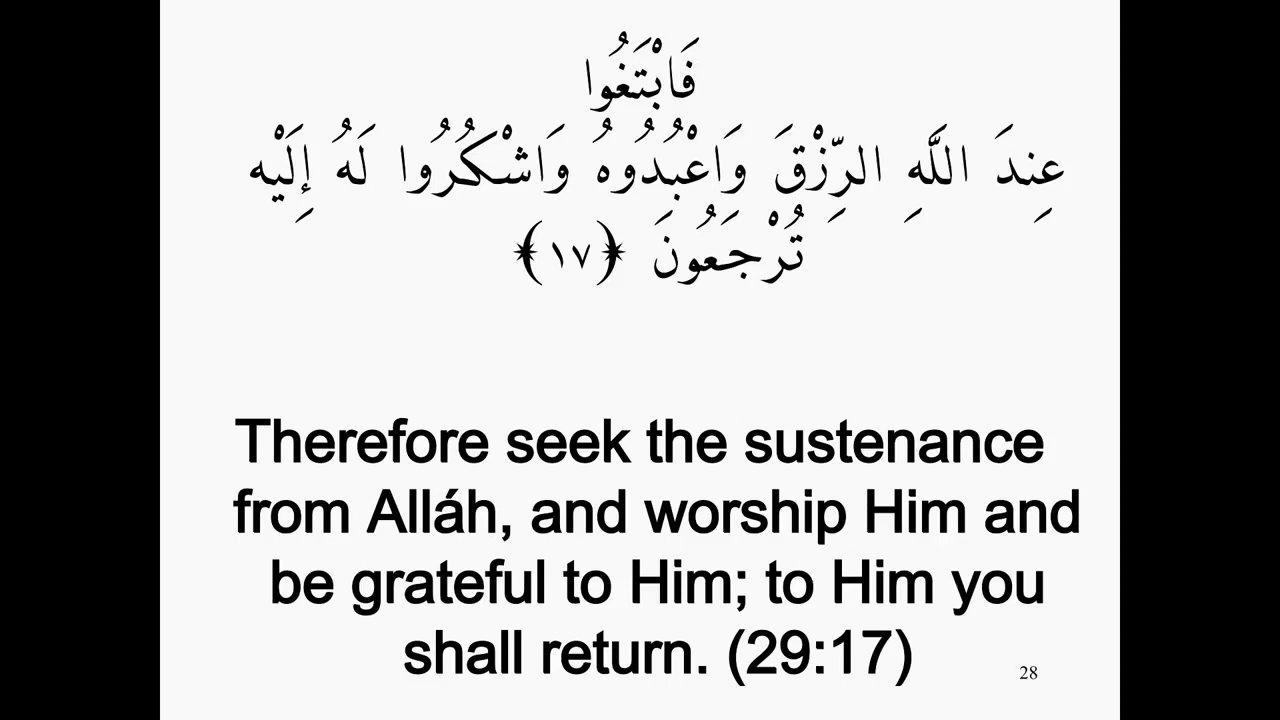 فَابْتَغُوا
عِندَ اللَّهِ الرِّزْقَ وَاعْبُدُوهُ وَاشْكُرُوا لَهُ إِلَيْهِ
تُرْجَعُونَ ﴿١٧﴾
Therefore seek the sustenance
from Alláh, and worship Him and
be grateful to Him; to Him you
shall return. (29:17)
28